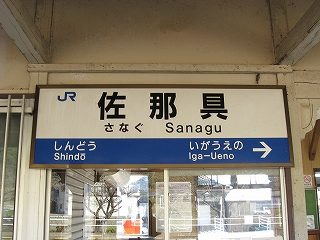 JR
佐那具
さなぐ Sanagu
しんどう いがうえの →
Shindō Iga-Ueno